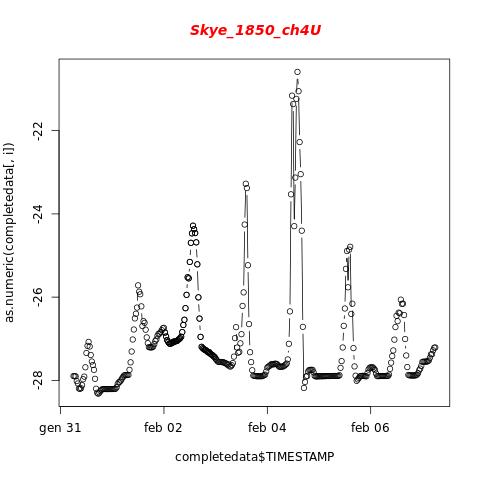 Skye_1850_ch4U
as.numeric(completedata[, i])
-22
-24
-26
-28
gen 31
feb 02
feb 04
feb 06
completedata$TIMESTAMP